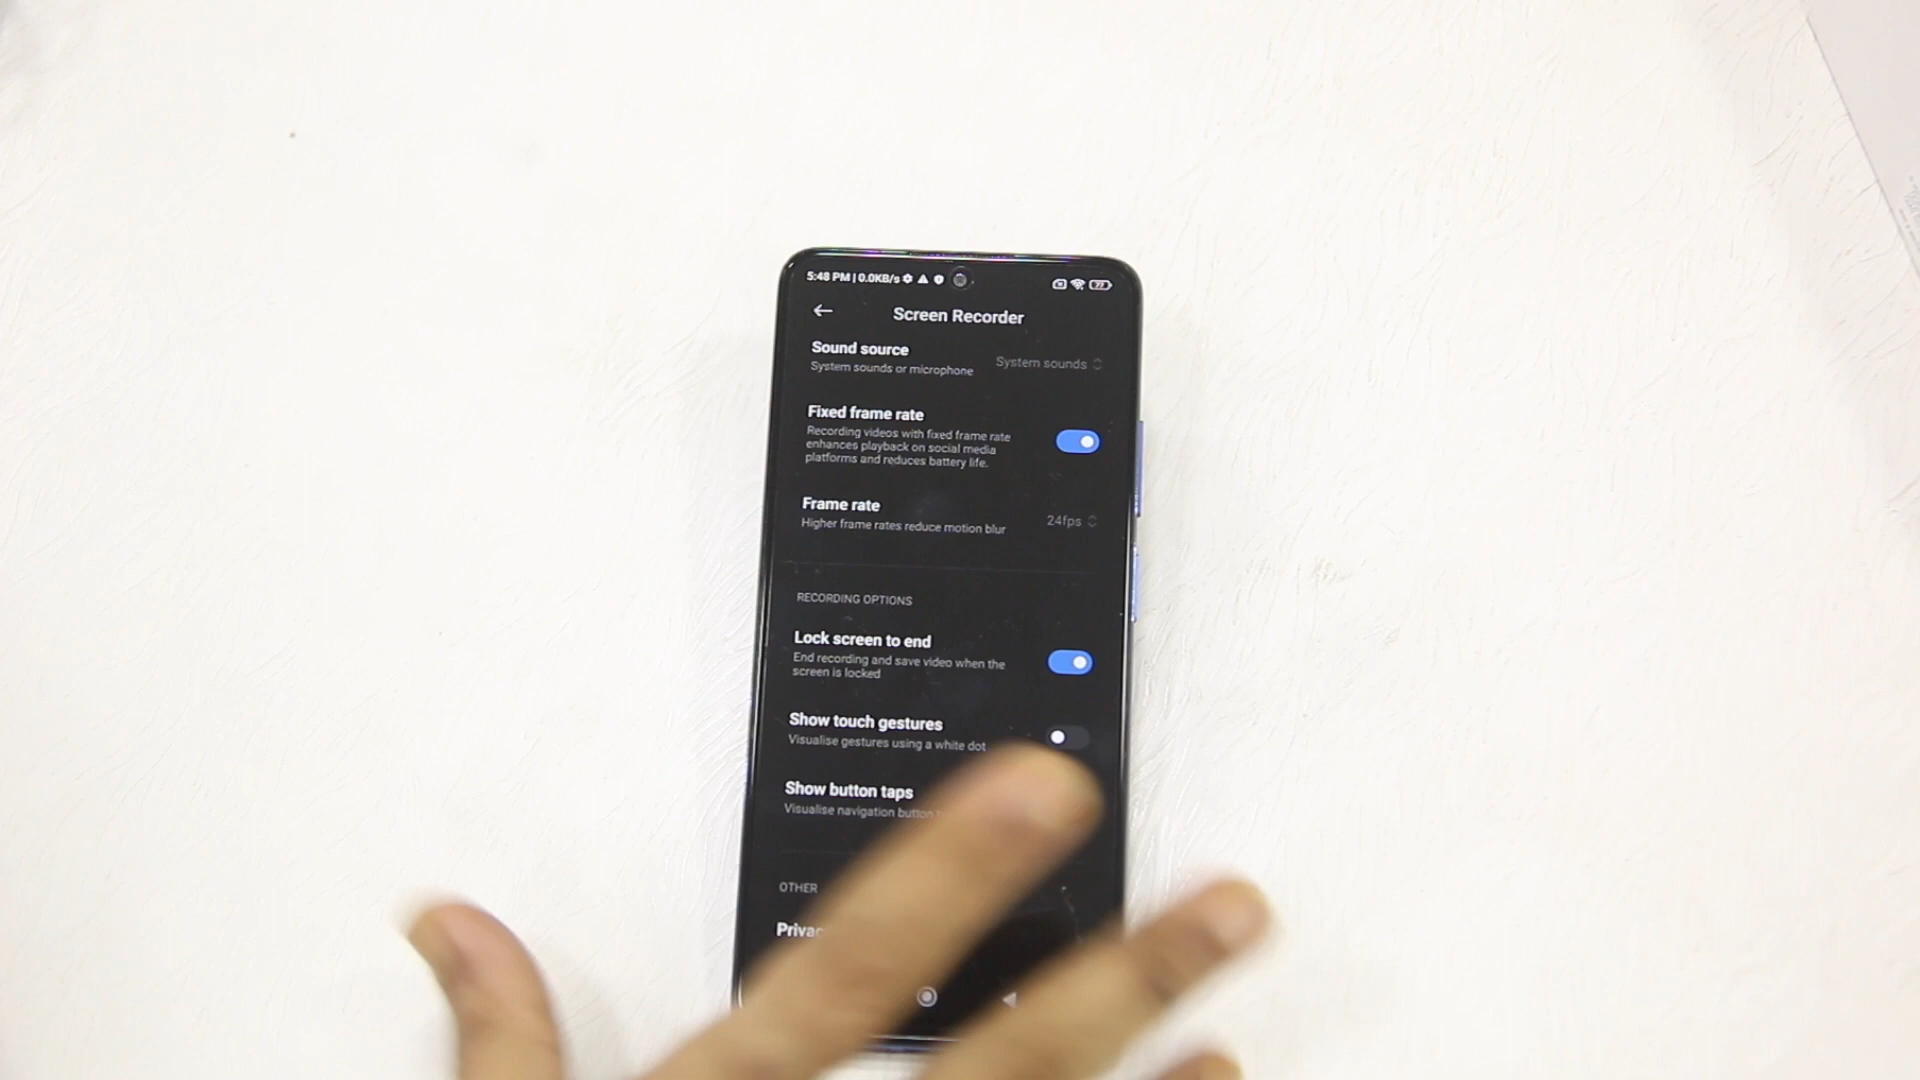 5:48 PM | 0.0KB/s
77
Screen Recorder
Sound source
System sounds or microphone
System sounds
Fixed frame rate
Recording videos with fixed frame rate
enhances playback on social media
platforms and reduces battery life.
Frame rate
Higher frame rates reduce motion blur
24fps
RECORDING OPTIONS
Lock screen to end
End recording and save video when the
screen is locked
Show touch gestures
Visualise gestures using a white dot
Show button taps
Visualise navigation button
OTHER